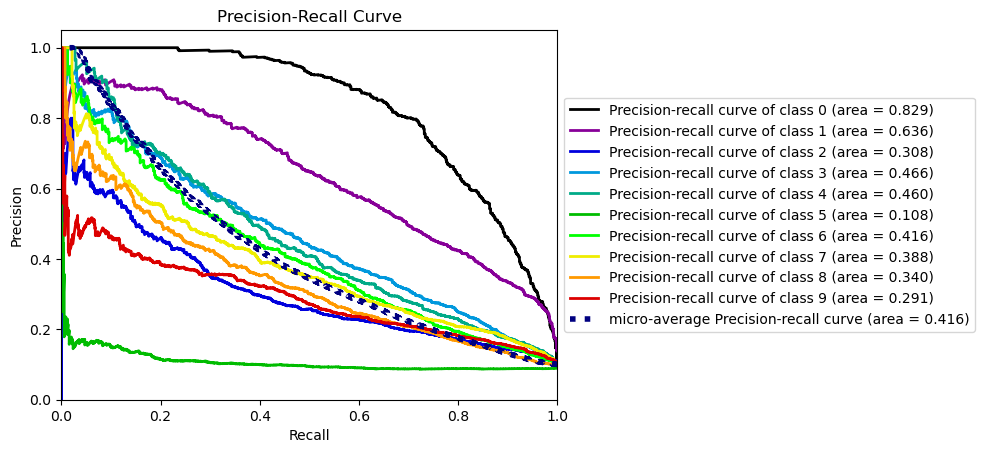 Precision-Recall Curve
1.0
0.8
0.6
0.4
0.2
0.0
Precision
0.0 0.2 0.4 0.6 0.8 1.0
Recall
Precision-recall curve of class 0 (area = 0.829)
Precision-recall curve of class 1 (area = 0.636)
Precision-recall curve of class 2 (area = 0.308)
Precision-recall curve of class 3 (area = 0.466)
Precision-recall curve of class 4 (area = 0.460)
Precision-recall curve of class 5 (area = 0.108)
Precision-recall curve of class 6 (area = 0.416)
Precision-recall curve of class 7 (area = 0.388)
Precision-recall curve of class 8 (area = 0.340)
Precision-recall curve of class 9 (area = 0.291)
micro-average Precision-recall curve (area = 0.416)